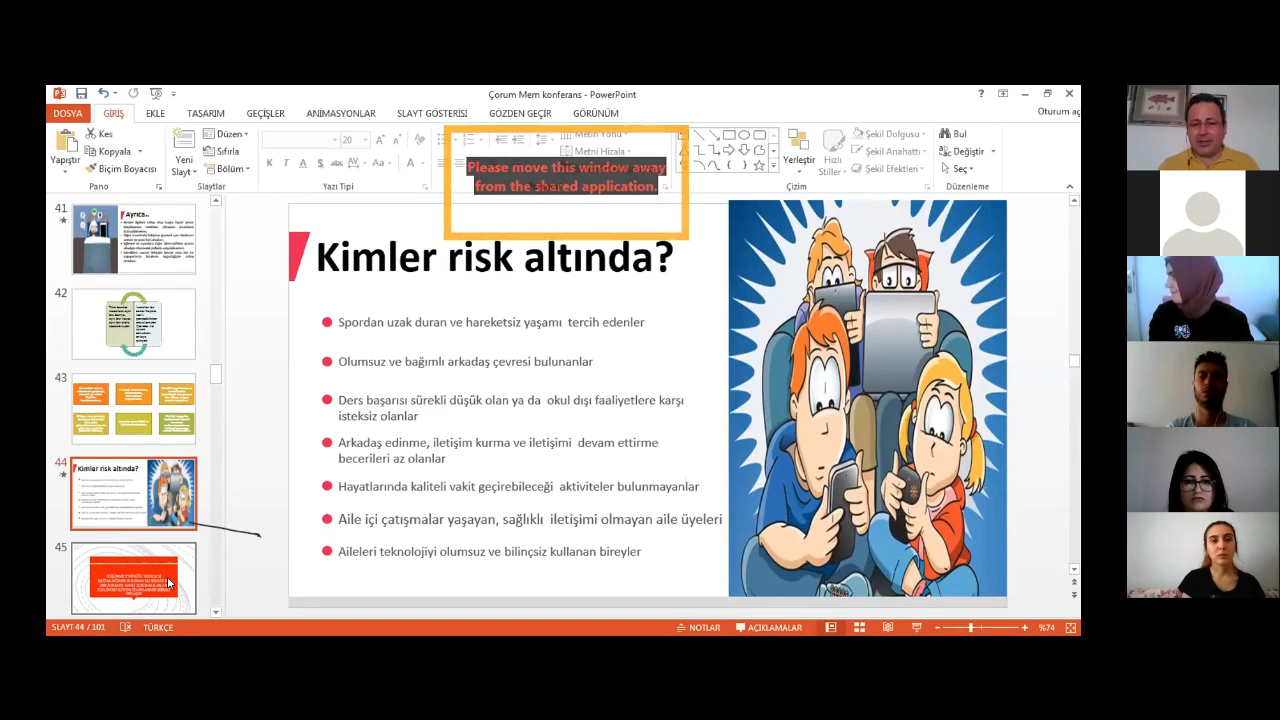 Çorum Mem konferans - PowerPoint
DOSYA GİRİŞ EKLE TASARIM GEÇİŞLER ANİMASYONLAR SLAYT GÖSTERİSİ GÖZDEN GEÇİR GÖRÜNÜM
Oturum aç
Yapıştır
Kes
Kopyala
Biçim Boyacısı
Pano
Yeni
Slayt
Düzen
Sıfırla
Bölüm
Slaytlar
20
K T A S abc AV Aa A
Yazı Tipi
Metin Yönü
Metni Hizala
Please move this window away
from the shared application.
Yerleştir
Hızlı
Stiller
Şekil Dolgusu
Şekil Anahattı
Şekil Efektleri
Çizim
Bul
Değiştir
Seç
Düzenleme
41
Ayrıca..
42
43
44
Kimler risk altında?
45
Kimler risk altında?
Spordan uzak duran ve hareketsiz yaşamı tercih edenler
Olumsuz ve bağımlı arkadaş çevresi bulunanlar
Ders başarısı sürekli düşük olan ya da okul dışı faaliyetlere karşı
isteksiz olanlar
Arkadaş edinme, iletişim kurma ve iletişimi devam ettirme
becerileri az olanlar
Hayatlarında kaliteli vakit geçirebileceği aktiviteler bulunmayanlar
Aile içi çatışmalar yaşayan, sağlıklı iletişimi olmayan aile üyeleri
Aileleri teknolojiyi olumsuz ve bilinçsiz kullanan bireyler
SLAYT 44 / 101 TÜRKÇE NOTLAR AÇIKLAMALAR %74